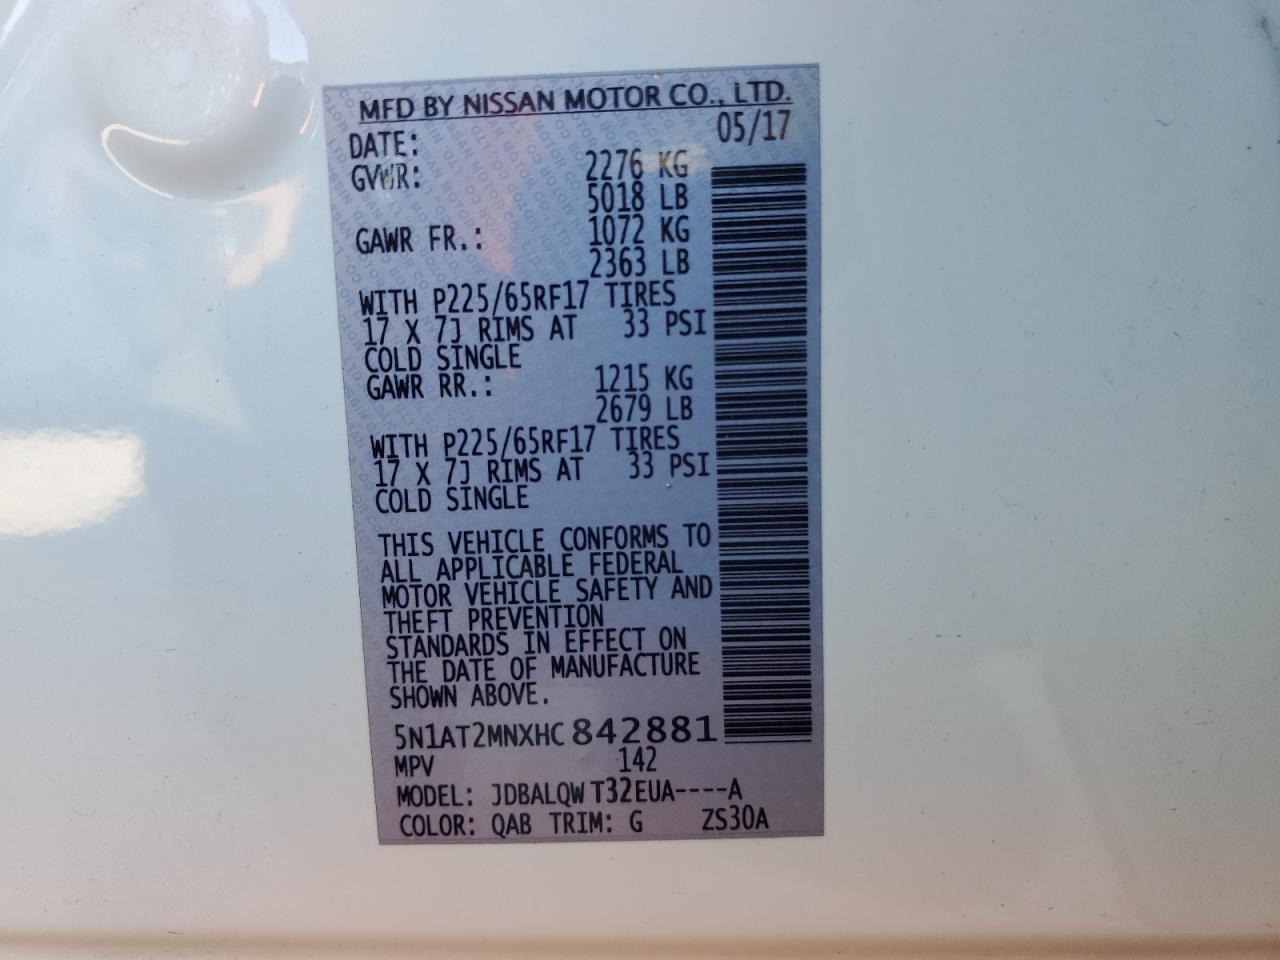 MFD BY NISSAN MOTOR CO., LTD.
DATE: 05/17
GVWR: 2276 KG
5018 LB
GAWR FR.: 1072 KG
2363 LB
WITH P225/65RF17 TIRES
17 X 7J RIMS AT 33 PSI
COLD SINGLE
GAWR RR.: 1215 KG
2679 LB
WITH P225/65RF17 TIRES
17 X 7J RIMS AT 33 PSI
COLD SINGLE
THIS VEHICLE CONFORMS TO
ALL APPLICABLE FEDERAL
MOTOR VEHICLE SAFETY AND
THEFT PREVENTION
STANDARDS IN EFFECT ON
THE DATE OF MANUFACTURE
SHOWN ABOVE.
5N1AT2MNXHC842881
MPV 142
MODEL: JDBALQW T32EUA----A
COLOR: QAB TRIM: G ZS30A